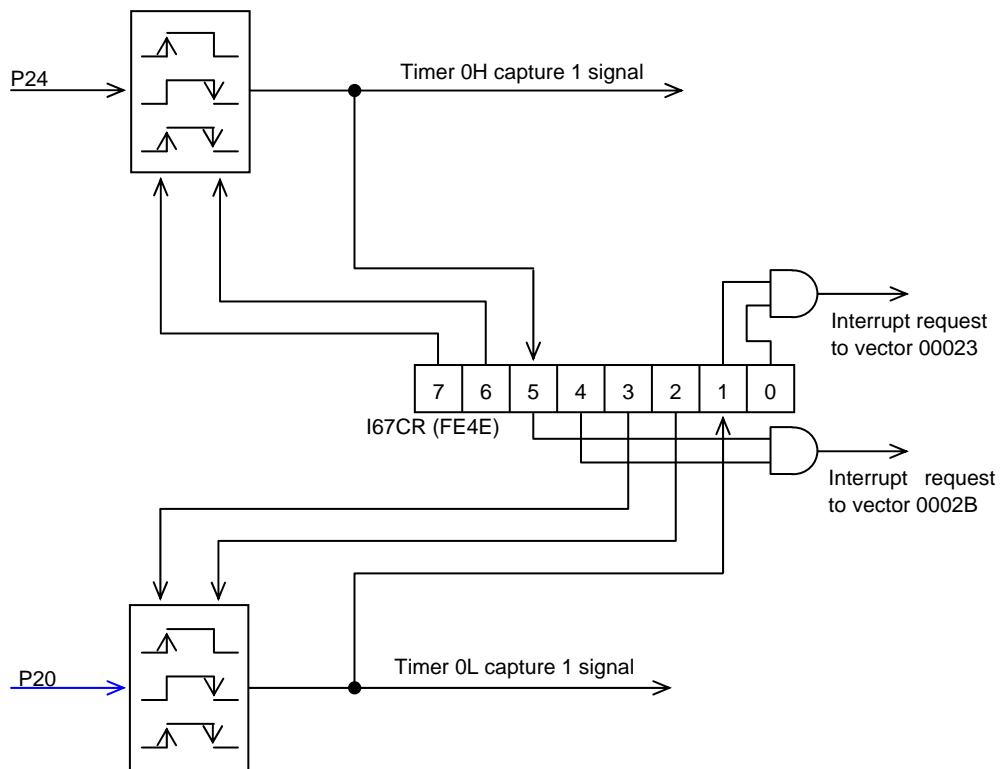 P24
Timer 0H capture 1 signal
Interrupt request
to vector 00023
7 6 5 4 3 2 1 0
I67CR (FE4E)
Interrupt request
to vector 0002B
P20
Timer 0L capture 1 signal